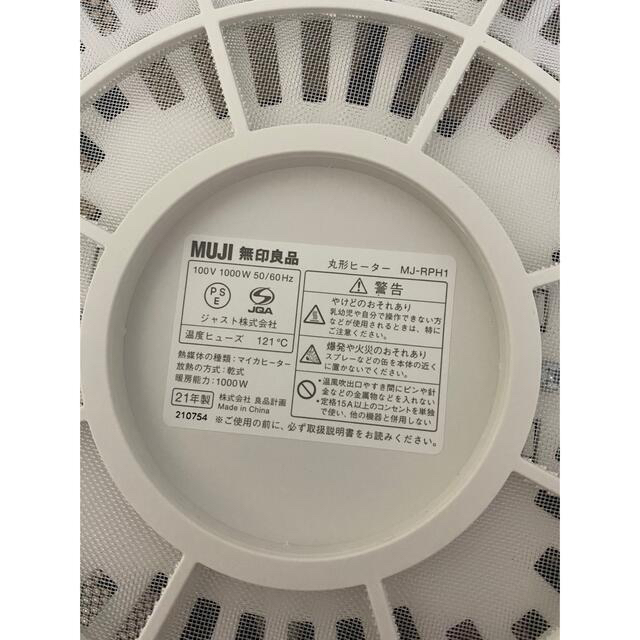 MUJI 無印良品
100V 1000W 50/60Hz
PSE
JQA
ジャスト株式会社
温度ヒューズ 121℃
熱媒体の種類：マイカヒーター
放熱の方式：乾式
暖房能力：1000W
21年製 株式会社 良品計画
Made in China
210754
丸形ヒーター MJ-RPH1
警告
やけどのおそれあり
乳幼児や自分で操作できない方
などが使用されるときは、特に
ご注意ください。
爆発や火災のおそれあり
スプレーなどの缶を本体の近く
に置かないでください。
・温風吹出口やすき間にピンや針
金などの金属物などを入れない
・定格15A以上のコンセントを単独
で使い、他の機器と併用しない
※ご使用の前に、必ず取扱説明書をお読みください。